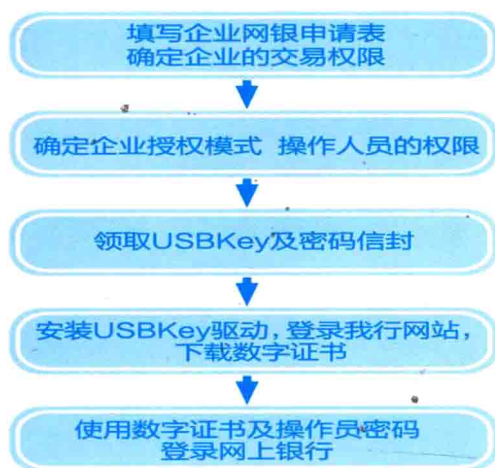 填写企业网银申请表
确定企业的交易权限
确定企业授权模式 操作人员的权限
领取USBKey及密码信封
安装USBKey驱动,登录我行网站,
下载数字证书
使用数字证书及操作员密码
登录网上银行